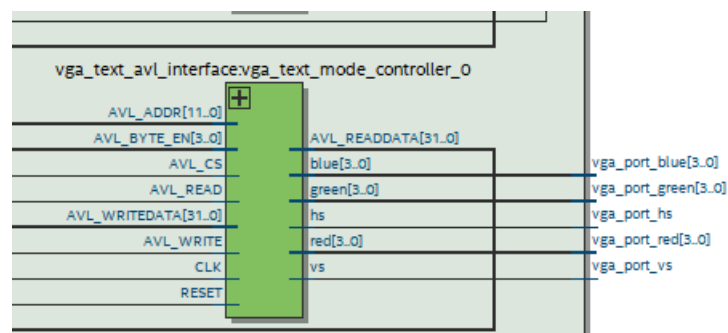 vga_text_avl_interface:vga_text_mode_controller_0
AVL_ADDR[11..0]
AVL_BYTE_EN[3..0]
AVL_CS
AVL_READ
AVL_WRITEDATA[31..0]
AVL_WRITE
CLK
RESET
AVL_READDATA[31..0]
blue[3..0]
green[3..0]
hs
red[3..0]
vs
vga_port_blue[3..0]
vga_port_green[3..0]
vga_port_hs
vga_port_red[3..0]
vga_port_vs